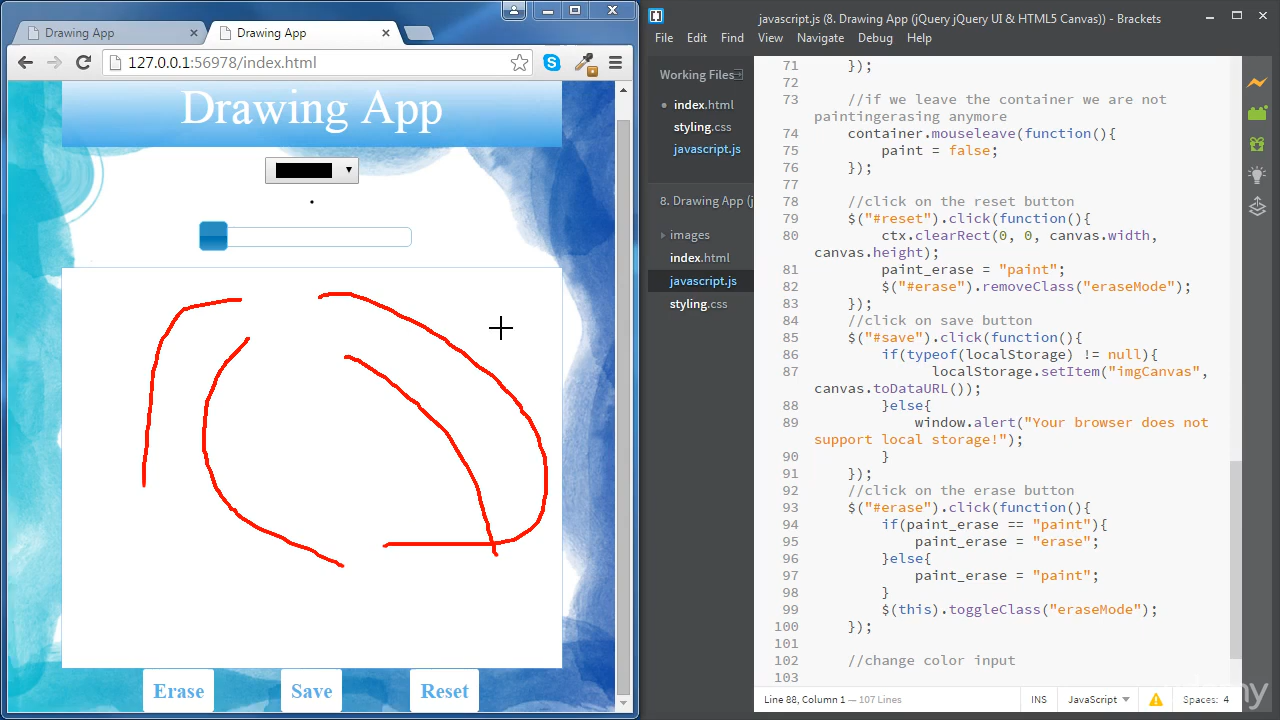 Drawing App
Drawing App
127.0.0.1:56978/index.html
Drawing App
Erase
Save
Reset
javascript.js (8. Drawing App (jQuery jQuery UI & HTML5 Canvas)) - Brackets
File Edit Find View Navigate Debug Help
Working Files
index.html
styling.css
javascript.js
8. Drawing App (j
images
index.html
javascript.js
styling.css
71 });
72
73 //if we leave the container we are not
paintingerasing anymore
74 container.mouseleave(function(){
75 paint = false;
76 });
77
78 //click on the reset button
79 $("#reset").click(function(){
80 ctx.clearRect(0, 0, canvas.width,
canvas.height);
81 paint_erase = "paint";
82 $("#erase").removeClass("eraseMode");
83 });
84 //click on save button
85 $("#save").click(function(){
86 if(typeof(localStorage) != null){
87 localStorage.setItem("imgCanvas",
canvas.toDataURL());
88 }else{
89 window.alert("Your browser does not
support local storage!");
90 }
91 });
92 //click on the erase button
93 $("#erase").click(function(){
94 if(paint_erase == "paint"){
95 paint_erase = "erase";
96 }else{
97 paint_erase = "paint";
98 }
99 $(this).toggleClass("eraseMode");
100 });
101
102 //change color input
103
Line 88, Column 1 — 107 Lines
INS
JavaScript
Spaces: 4